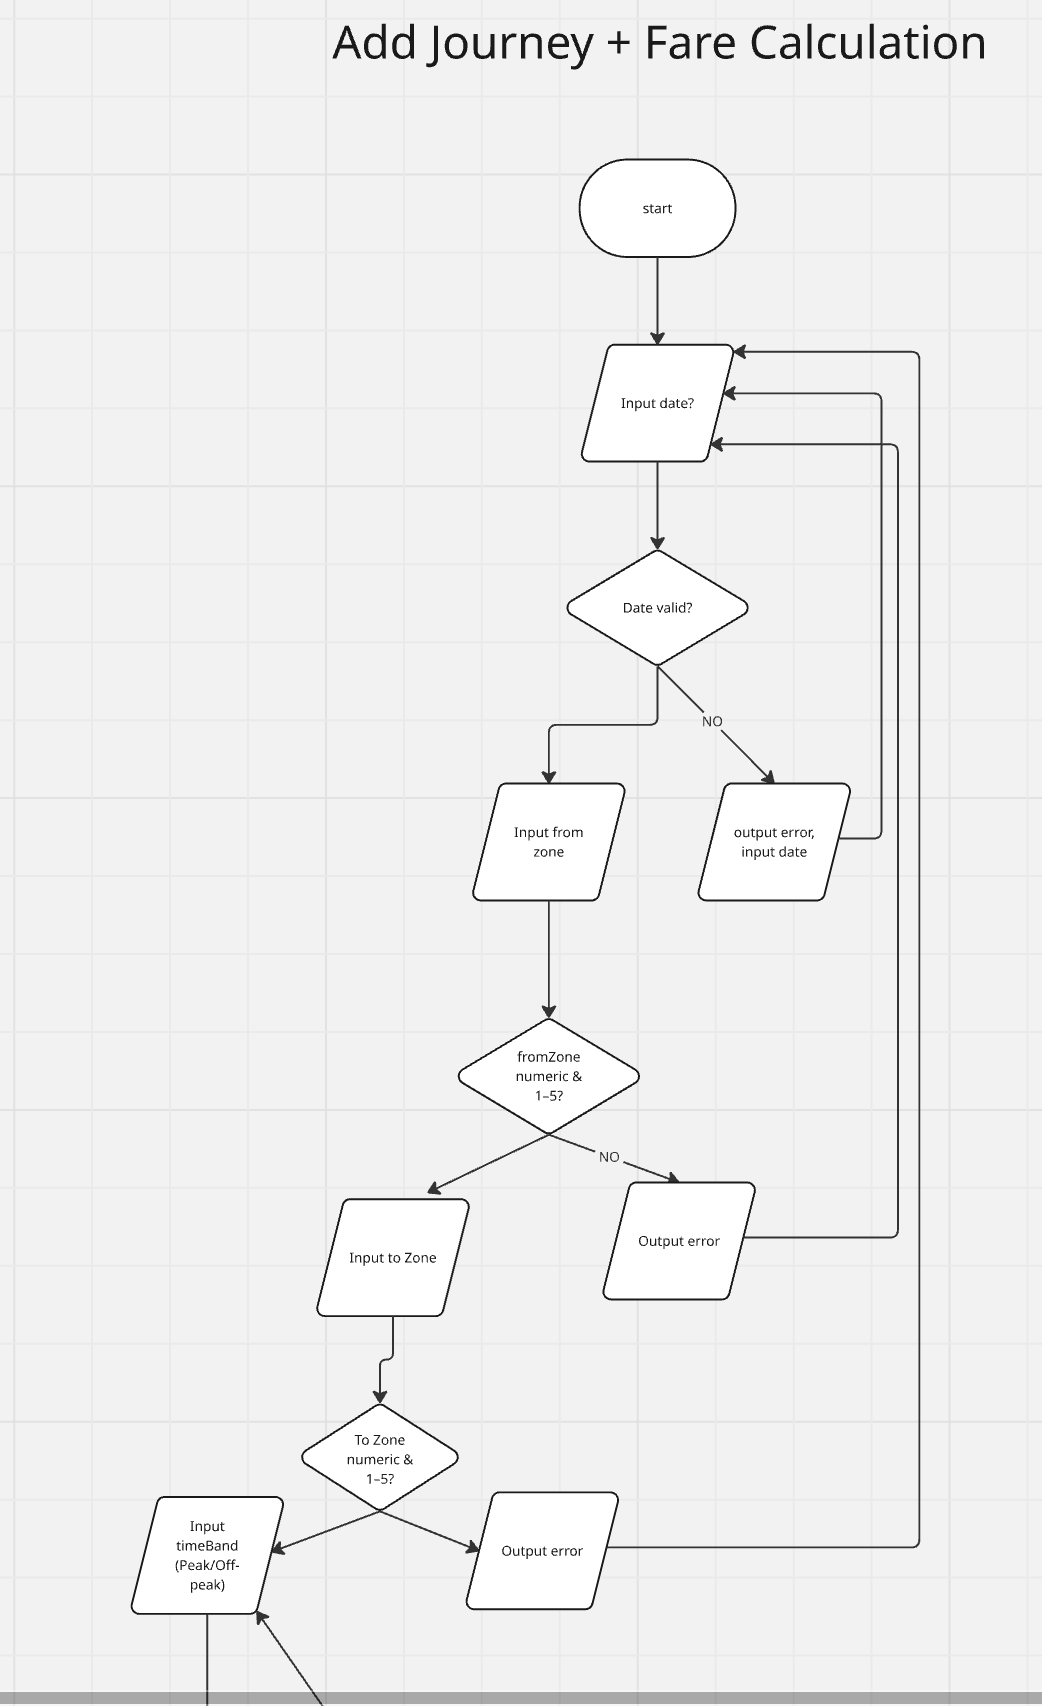 Add Journey + Fare Calculation
start
Input date?
Date valid?
NO
Input from
zone
output error,
input date
fromZone
numeric &
1–5?
NO
Input to Zone
Output error
To Zone
numeric &
1–5?
Input
timeBand
(Peak/Off-
peak)
Output error